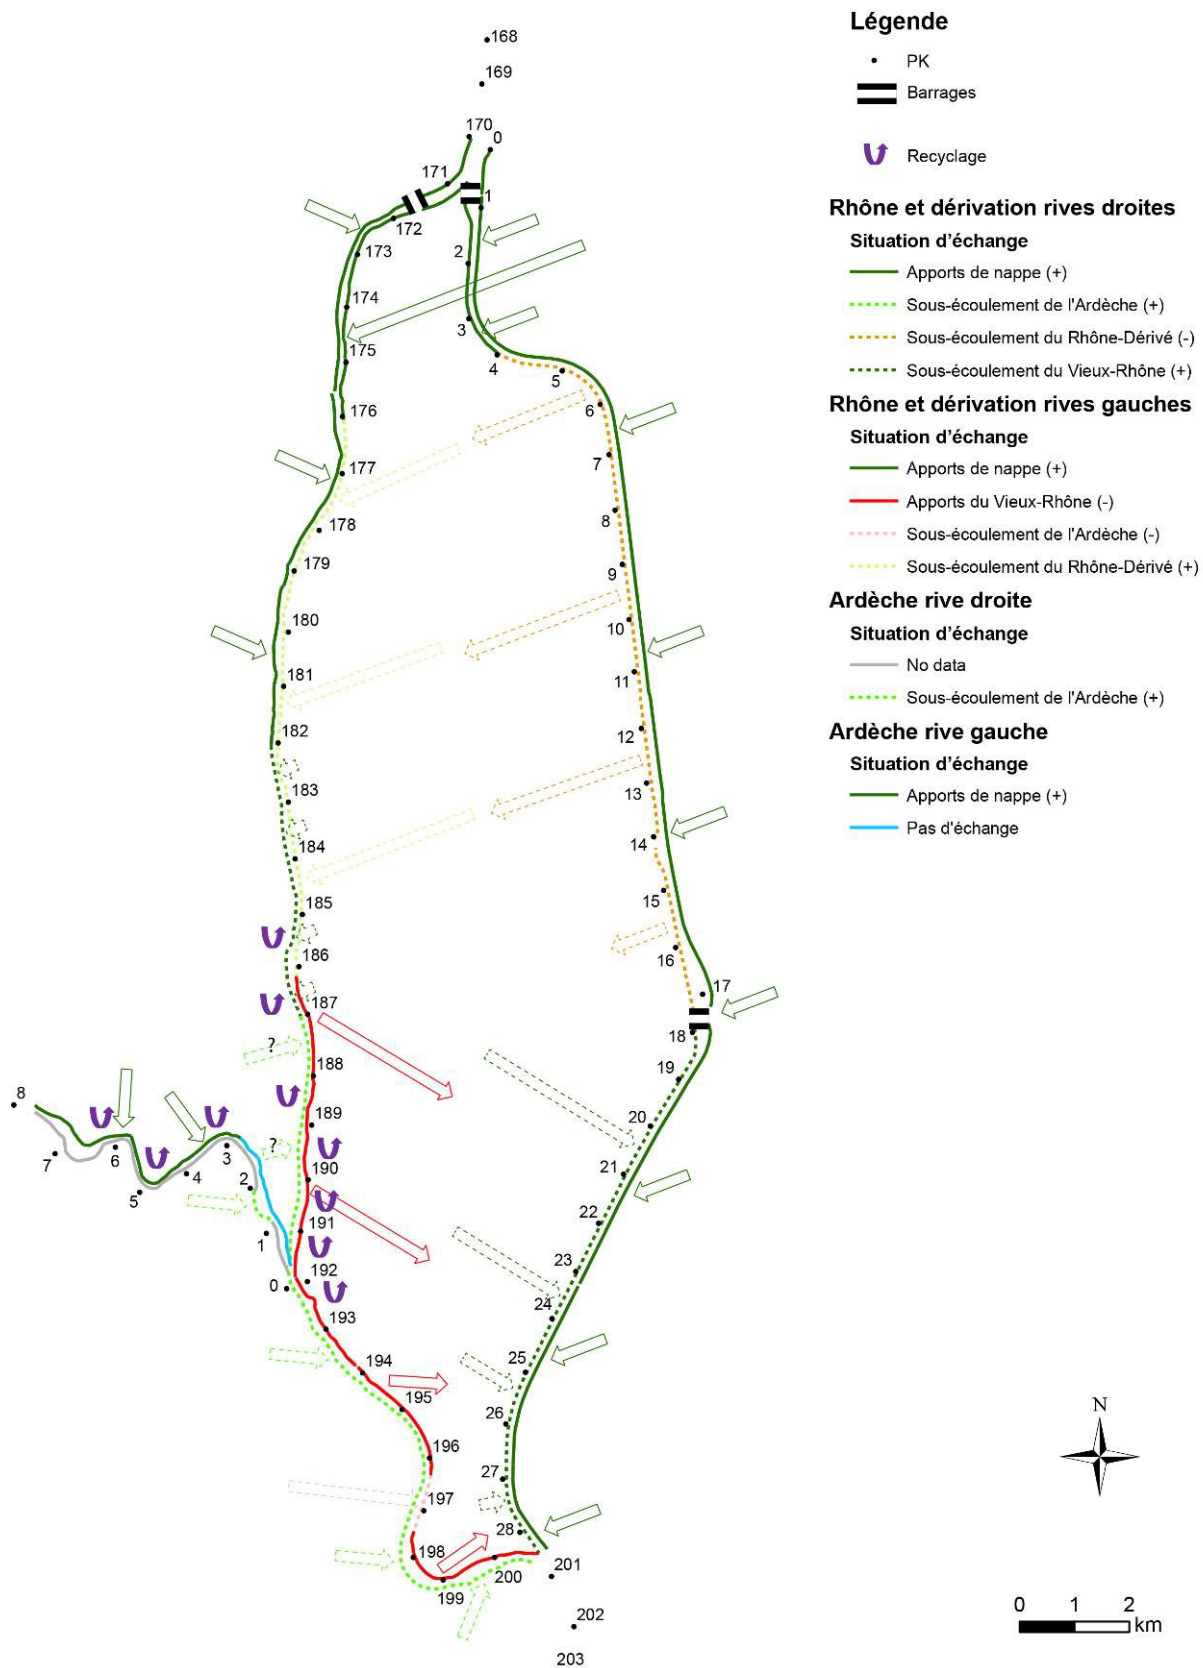 Légende
PK
Barrages
Recyclage
Rhône et dérivation rives droites
Situation d'échange
Apports de nappe (+)
Sous-écoulement de l'Ardèche (+)
Sous-écoulement du Rhône-Dérivé (-)
Sous-écoulement du Vieux-Rhône (+)
Rhône et dérivation rives gauches
Situation d'échange
Apports de nappe (+)
Apports du Vieux-Rhône (-)
Sous-écoulement de l'Ardèche (-)
Sous-écoulement du Rhône-Dérivé (+)
Ardèche rive droite
Situation d'échange
No data
Sous-écoulement de l'Ardèche (+)
Ardèche rive gauche
Situation d'échange
Apports de nappe (+)
Pas d'échange
168
169
170
0
171
1
172
173
2
174
3
175
4
5
176
6
177
7
178
8
179
9
180
10
181
11
182
12
183
13
184
14
185
15
186
16
187
17
?
18
188
19
8
189
20
7
6
5
4
3
?
2
190
21
191
22
1
192
23
0
193
24
194
25
195
26
196
27
197
28
198
199
200
201
202
203
N
0 1 2
km